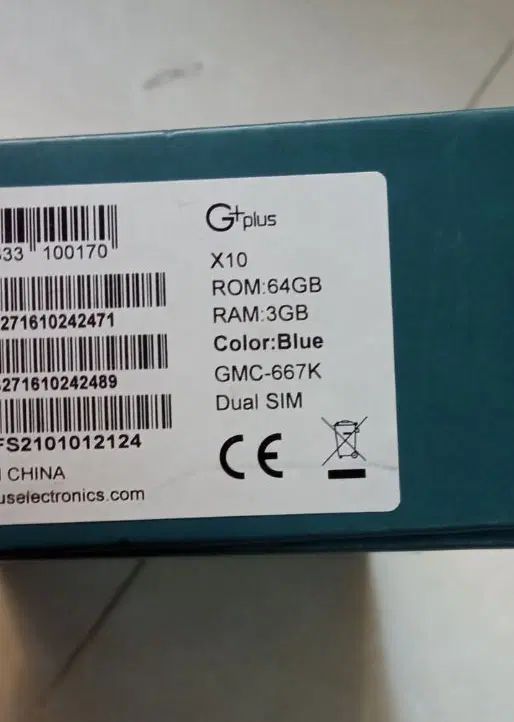 G+plus
X10
ROM:64GB
RAM:3GB
Color:Blue
GMC-667K
Dual SIM
CE
33 100170
271610242471
271610242489
FS2101012124
CHINA
uselectronics.com